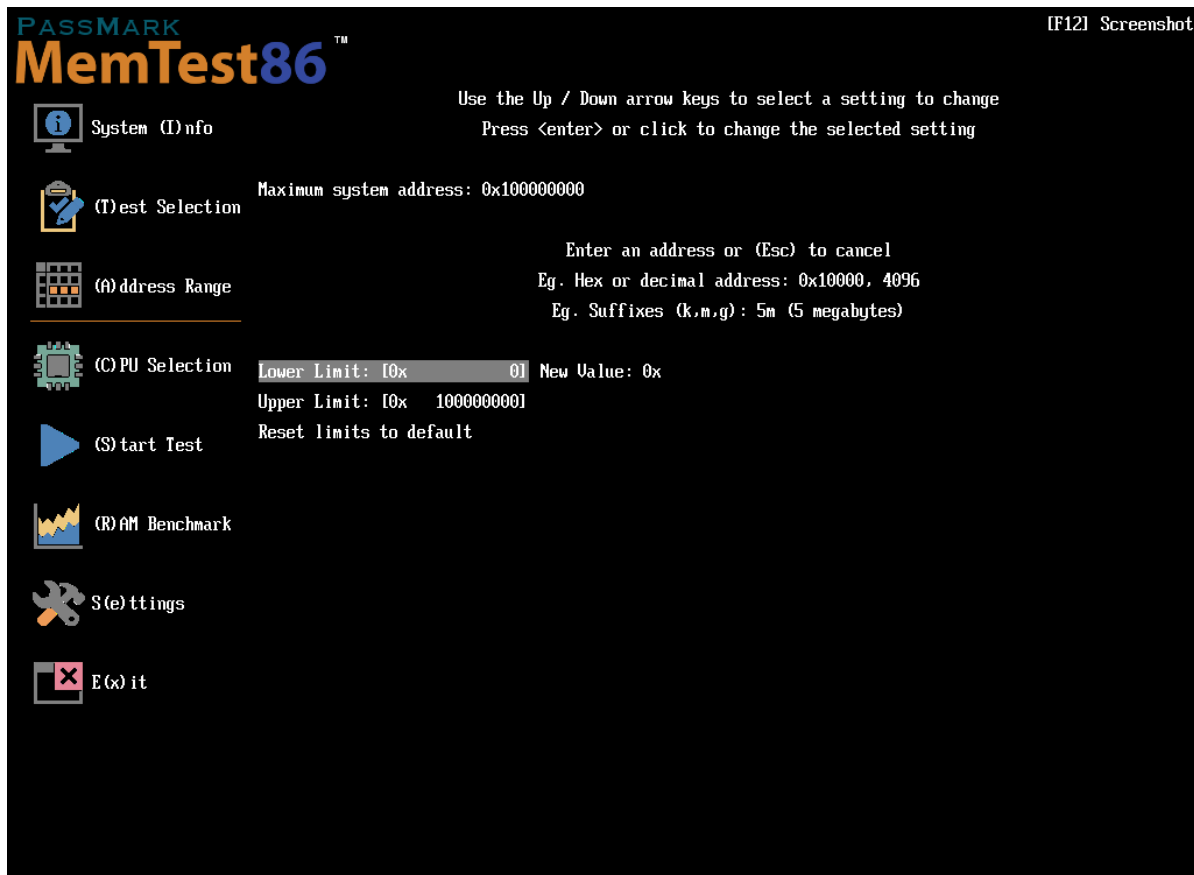 PASSMARK
MemTest86™
[F12] Screenshot
Use the Up / Down arrow keys to select a setting to change
Press <enter> or click to change the selected setting
System (I)nfo
(T)est Selection
(A)ddress Range
(C)PU Selection
(S)tart Test
(R)AM Benchmark
S(e)ttings
E(x)it
Maximum system address: 0x100000000
Enter an address or (Esc) to cancel
Eg. Hex or decimal address: 0x10000, 4096
Eg. Suffixes (k,m,g): 5m (5 megabytes)
Lower Limit: [0x 0] New Value: 0x
Upper Limit: [0x 100000000]
Reset limits to default